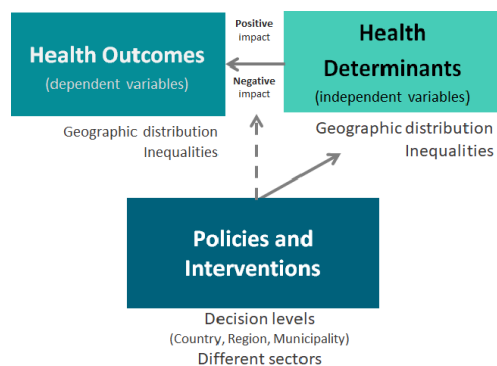 Health Outcomes
(dependent variables)
Positive
impact
Negative
impact
Health
Determinants
(independent variables)
Geographic distribution
Inequalities
Geographic distribution
Inequalities
Policies and
Interventions
Decision levels
(Country, Region, Municipality)
Different sectors